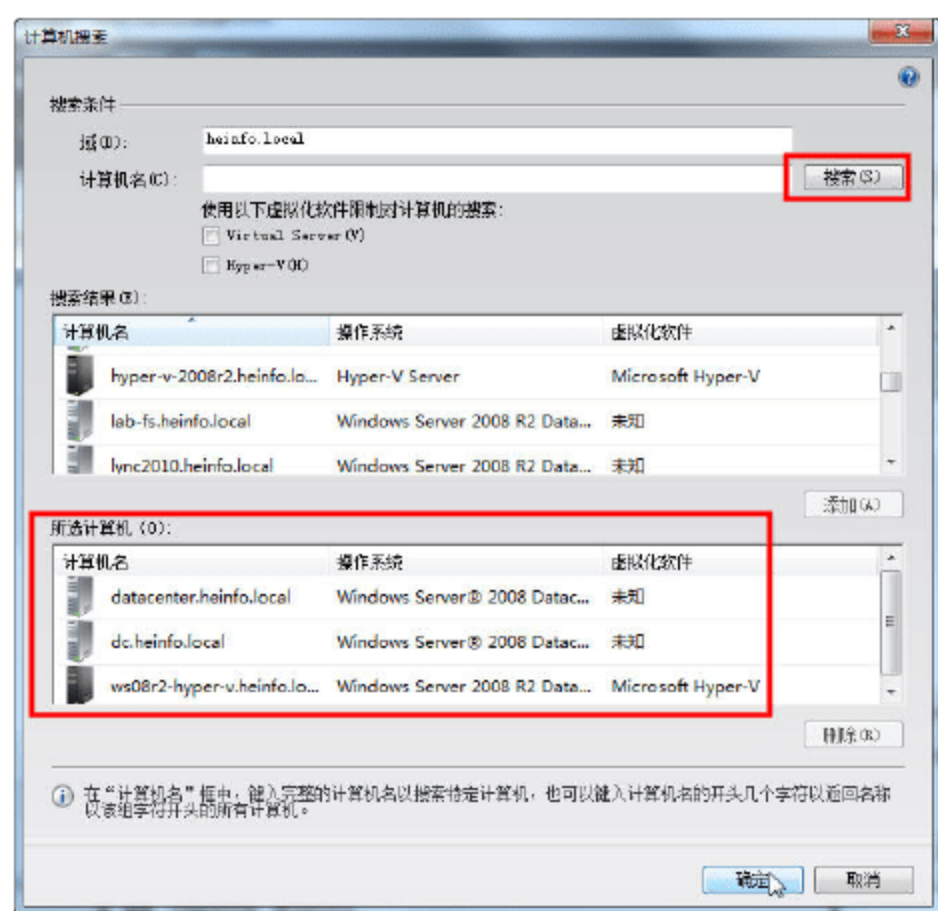 计算机搜索
搜索条件
域(D):
heinfo.local
计算机名(C):
搜索(S)
使用以下虚拟化软件限制对计算机的搜索:
Virtual Server(V)
Hyper-V(H)
搜索结果(E):
计算机名 操作系统 虚拟化软件
hyper-v-2008r2.heinfo.lo... Hyper-V Server Microsoft Hyper-V
lab-fs.heinfo.local Windows Server 2008 R2 Data... 未知
lync2010.heinfo.local Windows Server 2008 R2 Data... 未知
添加(A)
所选计算机 (O):
计算机名 操作系统 虚拟化软件
datacenter.heinfo.local Windows Server® 2008 Datac... 未知
dc.heinfo.local Windows Server® 2008 Datac... 未知
ws08r2-hyper-v.heinfo.lo... Windows Server 2008 R2 Data... Microsoft Hyper-V
删除(R)
在“计算机名”框中，键入完整的计算机名以搜索特定计算机，也可以键入计算机名的开头几个字符以返回名称
以该组字符开头的所有计算机。
确定
取消